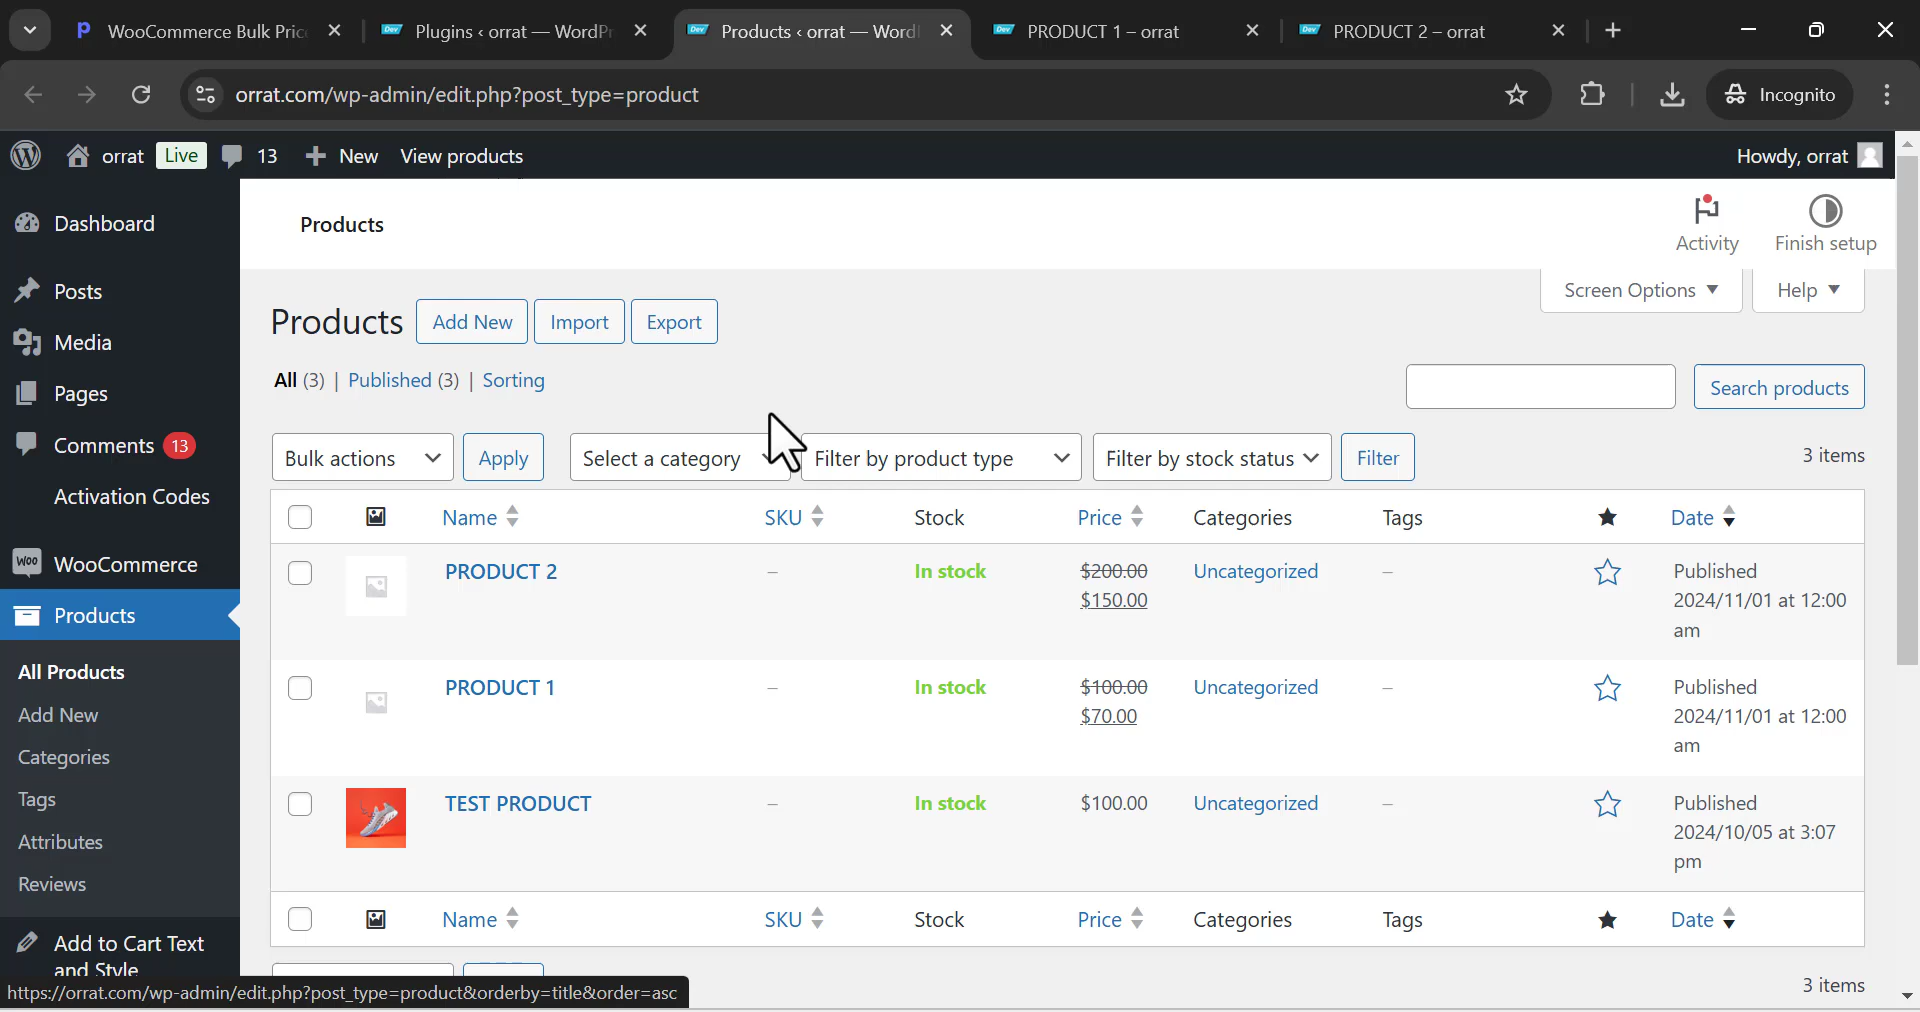 WooCommerce Bulk Pric
Plugins ‹ orrat — WordPr
Products ‹ orrat — Word
PRODUCT 1 – orrat
PRODUCT 2 – orrat
orrat.com/wp-admin/edit.php?post_type=product
Incognito
orrat Live 13 New View products
Howdy, orrat
Dashboard
Posts
Media
Pages
Comments 13
Activation Codes
WooCommerce
Products
All Products
Add New
Categories
Tags
Attributes
Reviews
Add to Cart Text
and Style
Products
Activity
Finish setup
Screen Options
Help
Products Add New Import Export
All (3) | Published (3) | Sorting
Search products
Bulk actions Apply Select a category Filter by product type Filter by stock status Filter
3 items
Name SKU Stock Price Categories Tags Date
PRODUCT 2 – In stock $200.00 Uncategorized – Published
$150.00 2024/11/01 at 12:00
am
PRODUCT 1 – In stock $100.00 Uncategorized – Published
$70.00 2024/11/01 at 12:00
am
TEST PRODUCT – In stock $100.00 Uncategorized – Published
2024/10/05 at 3:07
pm
Name SKU Stock Price Categories Tags Date
3 items
https://orrat.com/wp-admin/edit.php?post_type=product&orderby=title&order=asc